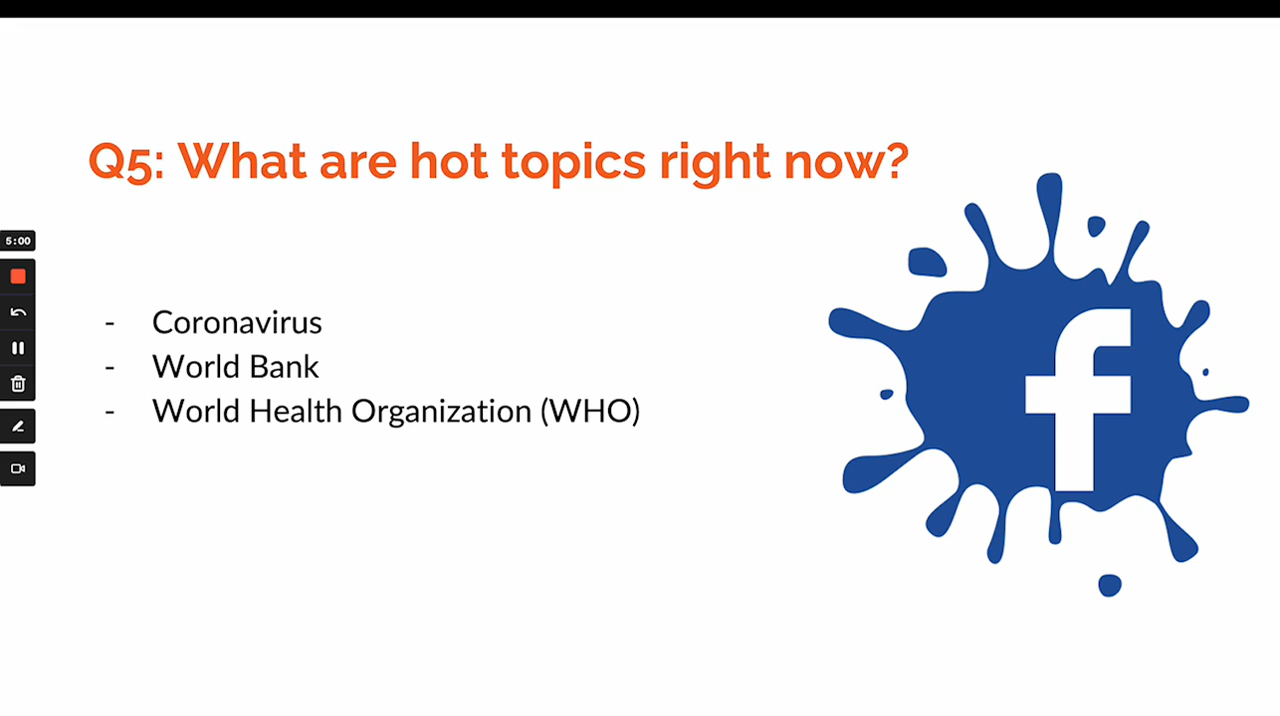 Q5: What are hot topics right now?
5:00
- Coronavirus
- World Bank
- World Health Organization (WHO)
f